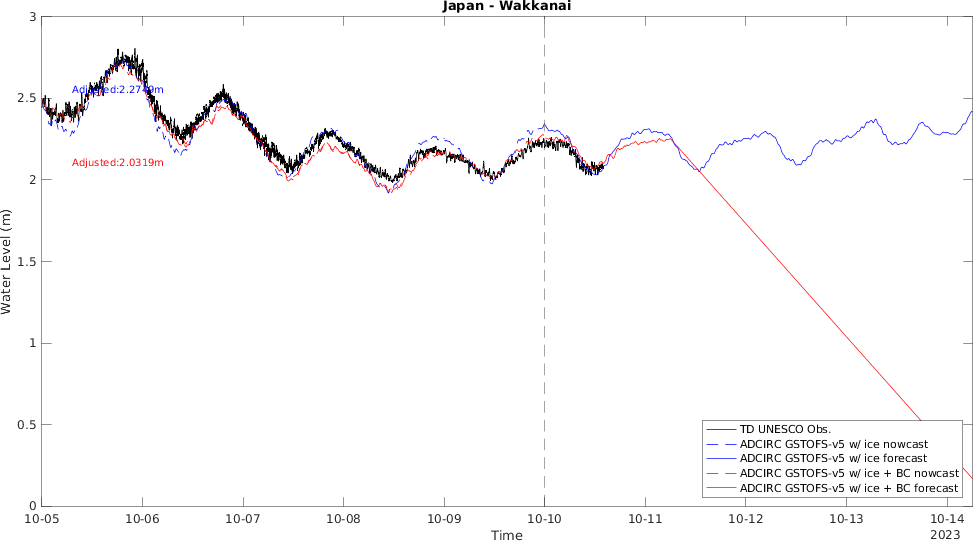 Japan - Wakkanai
3
2.5
2
1.5
1
0.5
0
Water Level (m)
Adjusted:2.2749m
Adjusted:2.0319m
TD UNESCO Obs.
ADCIRC GSTOFS-v5 w/ ice nowcast
ADCIRC GSTOFS-v5 w/ ice forecast
ADCIRC GSTOFS-v5 w/ ice + BC nowcast
ADCIRC GSTOFS-v5 w/ ice + BC forecast
10-05 10-06 10-07 10-08 10-09 10-10 10-11 10-12 10-13 10-14
2023
Time